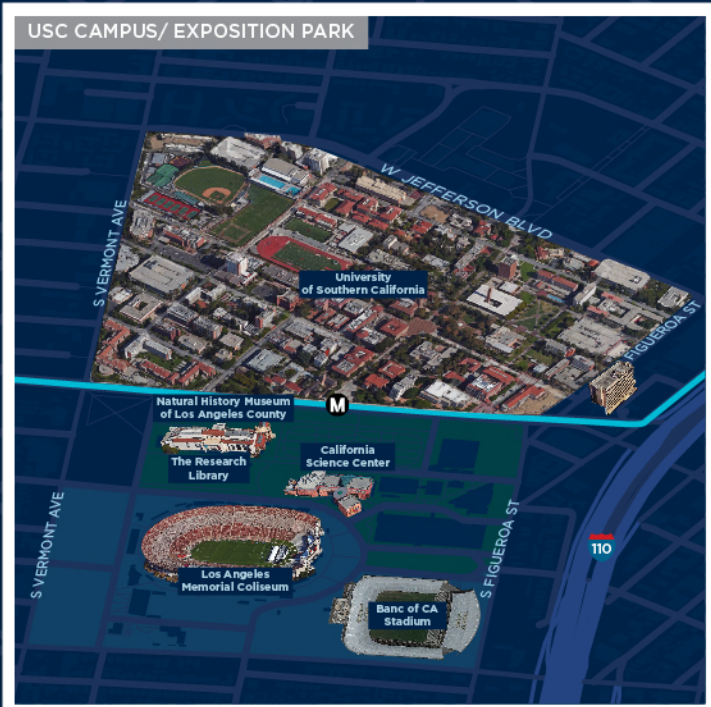 USC CAMPUS/ EXPOSITION PARK
W JEFFERSON BLVD
S VERMONT AVE
University
of Southern California
FIGUEROA ST
Natural History Museum
of Los Angeles County
M
The Research
Library
California
Science Center
S VERMONT AVE
S FIGUEROA ST
110
Los Angeles
Memorial Coliseum
Banc of CA
Stadium